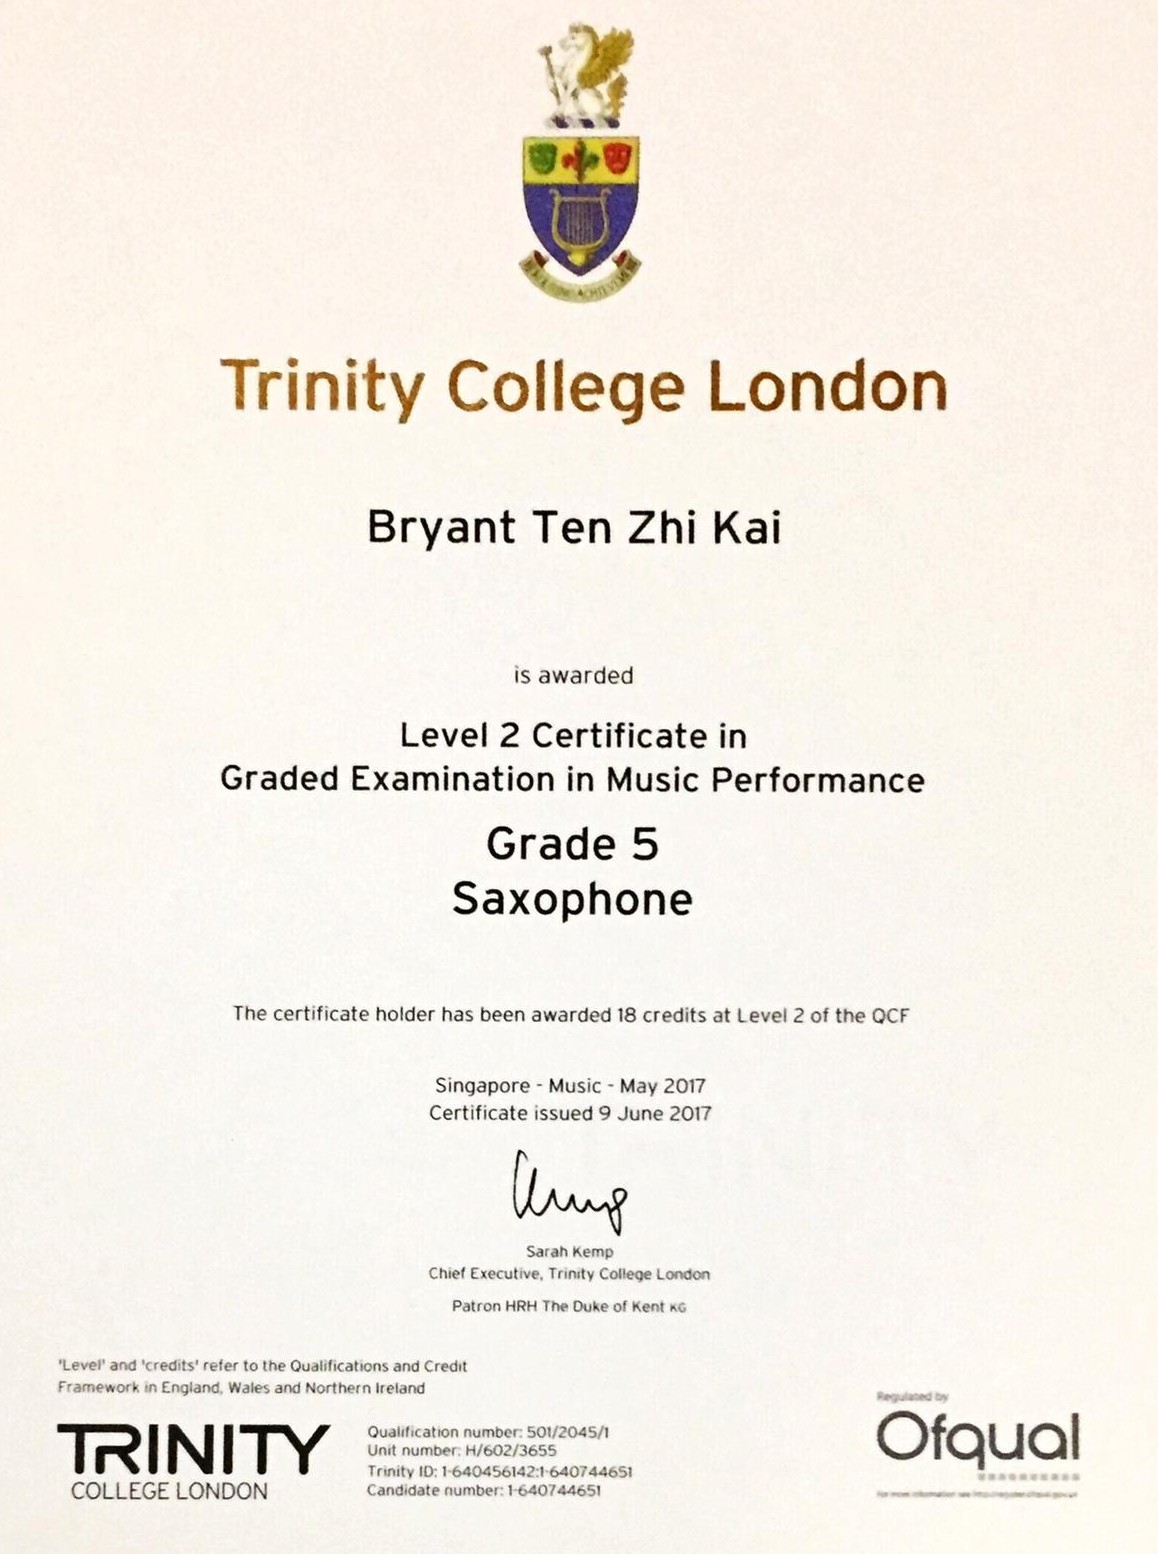 Trinity College London
Bryant Ten Zhi Kai
is awarded
Level 2 Certificate in
Graded Examination in Music Performance
Grade 5
Saxophone
The certificate holder has been awarded 18 credits at Level 2 of the QCF
Singapore - Music - May 2017
Certificate issued 9 June 2017
Sarah Kemp
Chief Executive, Trinity College London
Patron HRH The Duke of Kent KG
'Level' and 'credits' refer to the Qualifications and Credit
Framework in England, Wales and Northern Ireland
TRINITY
COLLEGE LONDON
Qualification number: 501/2045/1
Unit number: H/602/3655
Trinity ID: 1-640456142:1-640744651
Candidate number: 1-640744651
Regulated by
Ofqual
For more information see